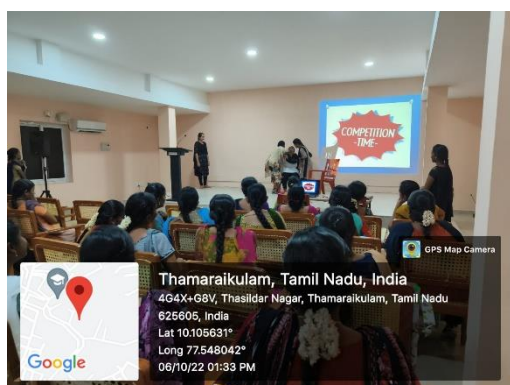 COMPETITION
-TIME-
GPS Map Camera
Thamaraikulam, Tamil Nadu, India
4G4X+G8V, Thasildar Nagar, Thamaraikulam, Tamil Nadu
625605, India
Lat 10.105631°
Long 77.548042°
06/10/22 01:33 PM
Google